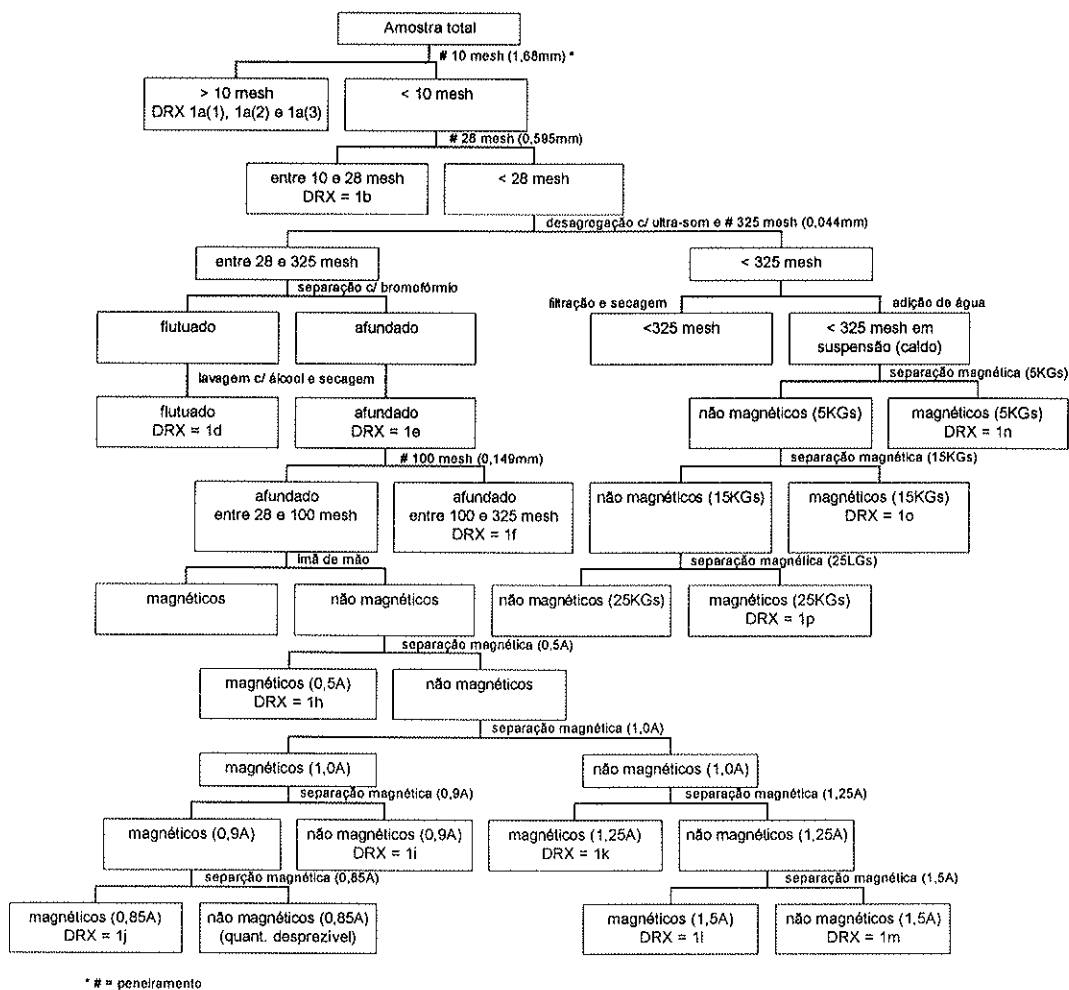 Amostra total
# 10 mesh (1,68mm) *
> 10 mesh
DRX 1a(1), 1a(2) e 1a(3)
< 10 mesh
# 28 mesh (0,595mm)
entre 10 e 28 mesh
DRX = 1b
< 28 mesh
desagregação c/ ultra-som e # 325 mesh (0,044mm)
entre 28 e 325 mesh
< 325 mesh
separação c/ bromofórmio
filtração e secagem
adição de água
flutuado
afundado
<325 mesh
< 325 mesh em
suspensão (caldo)
lavagem c/ álcool e secagem
separação magnética (5KGs)
flutuado
DRX = 1d
afundado
DRX = 1e
não magnéticos (5KGs)
magnéticos (5KGs)
DRX = 1n
# 100 mesh (0,149mm)
separação magnética (15KGs)
afundado
entre 28 e 100 mesh
afundado
entre 100 e 325 mesh
DRX = 1f
não magnéticos (15KGs)
magnéticos (15KGs)
DRX = 1o
imã de mão
separação magnélica (25LGs)
magnéticos
não magnéticos
não magnéticos (25KGs)
magnéticos (25KGs)
DRX = 1p
separação magnética (0,5A)
magnéticos (0,5A)
DRX = 1h
não magnéticos
separação magnética (1,0A)
magnéticos (1,0A)
não magnéticos (1,0A)
separação magnética (0,9A)
separação magnética (1,25A)
magnéticos (0,9A)
não magnéticos (0,9A)
DRX = 1i
magnéticos (1,25A)
DRX = 1k
não magnéticos (1,25A)
separção magnética (0,85A)
separação magnética (1,5A)
magnéticos (0,85A)
DRX = 1j
não magnéticos (0,85A)
(quant. desprezivel)
magnéticos (1,5A)
DRX = 1l
não magnéticos (1,5A)
DRX = 1m
* # = peneiramento